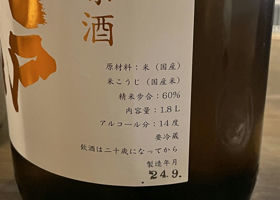 酒
原材料：米（国産）
米こうじ（国産米）
精米歩合：60％
内容量：1.8L
アルコール分：14度
要冷蔵
飲酒は二十歳になってから
製造年月
24.9.